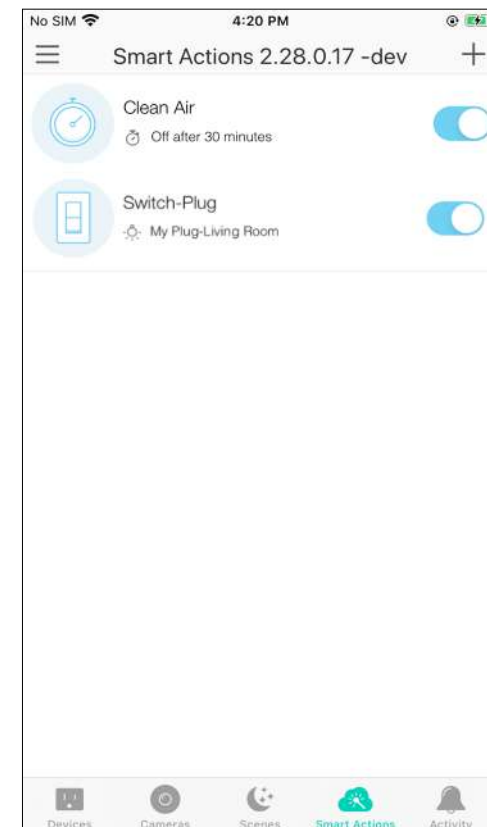 No SIM 4:20 PM
Smart Actions 2.28.0.17 -dev
Clean Air
Off after 30 minutes
Switch-Plug
My Plug-Living Room
Devices Cameras Scenes Smart Actions Activity